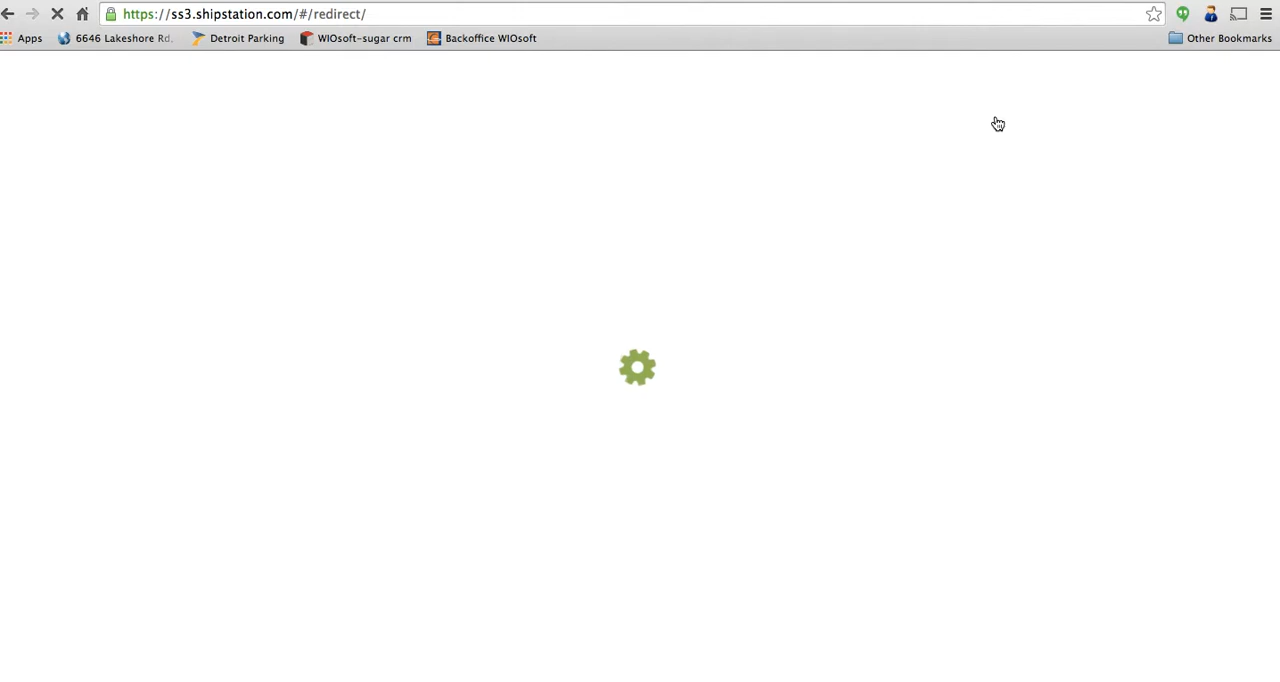 https://ss3.shipstation.com/#/redirect/
Apps 6646 Lakeshore Rd. Detroit Parking WIOsoft-sugar crm Backoffice WIOsoft Other Bookmarks